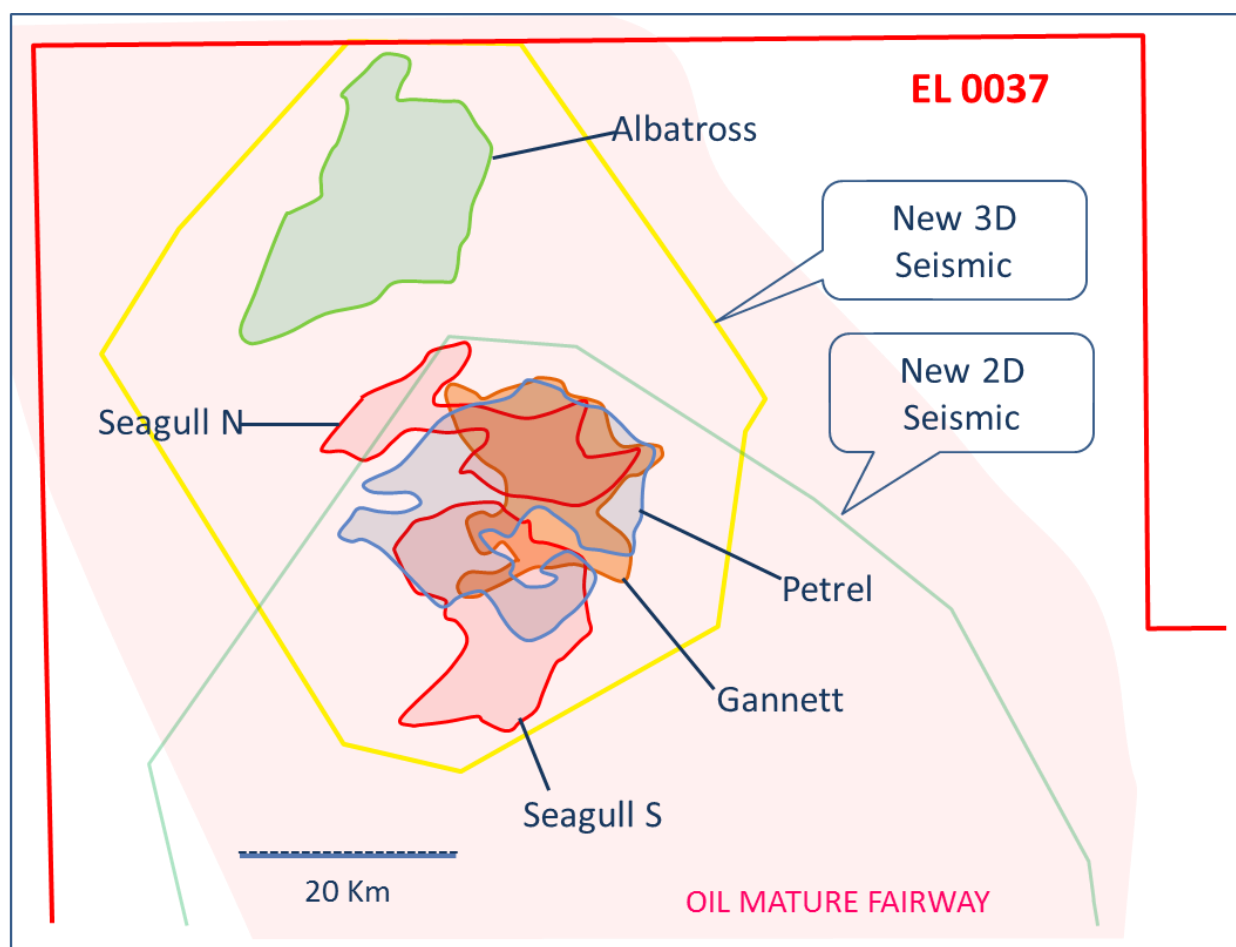 EL 0037
Albatross
New 3D
Seismic
New 2D
Seismic
Seagull N
Petrel
Gannett
Seagull S
20 Km
OIL MATURE FAIRWAY